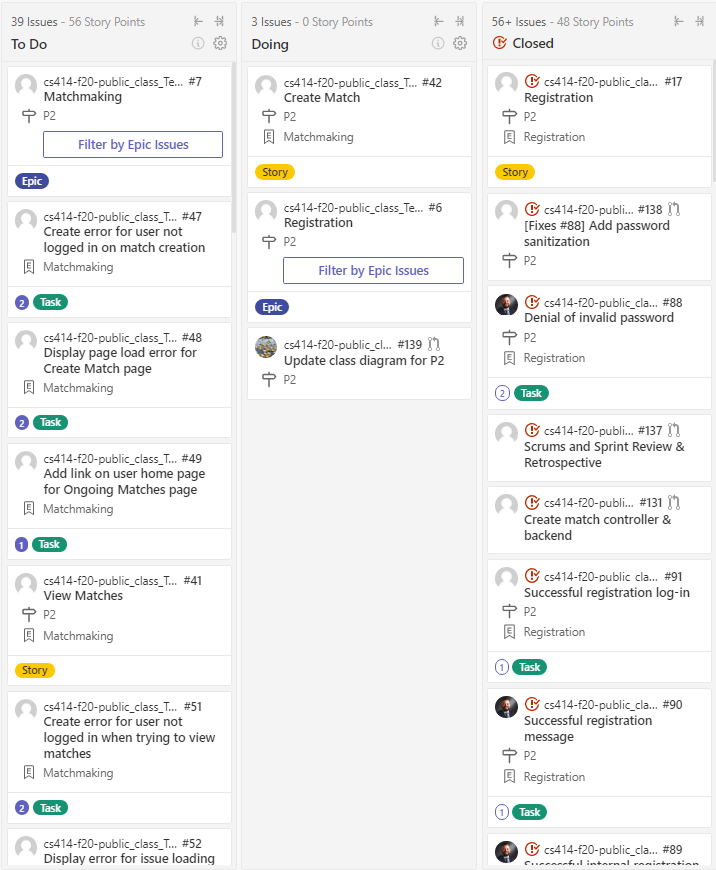 39 Issues - 56 Story Points
To Do
cs414-f20-public_class_Te... #7
Matchmaking
P2
Filter by Epic Issues
Epic
cs414-f20-public_class_T... #47
Create error for user not
logged in on match creation
Matchmaking
2 Task
cs414-f20-public_class_T... #48
Display page load error for
Create Match page
Matchmaking
2 Task
cs414-f20-public_class_T... #49
Add link on user home page
for Ongoing Matches page
Matchmaking
1 Task
cs414-f20-public_class_T... #41
View Matches
P2
Matchmaking
Story
cs414-f20-public_class_T... #51
Create error for user not
logged in when trying to view
matches
Matchmaking
2 Task
cs414-f20-public_class_T... #52
Display error for issue loading
3 Issues - 0 Story Points
Doing
cs414-f20-public_class_T... #42
Create Match
P2
Matchmaking
Story
cs414-f20-public_class_Te... #6
Registration
P2
Filter by Epic Issues
Epic
cs414-f20-public_cl... #139
Update class diagram for P2
P2
56+ Issues - 48 Story Points
Closed
cs414-f20-public_cla... #17
Registration
P2
Registration
Story
cs414-f20-publi... #138
[Fixes #88] Add password
sanitization
P2
cs414-f20-public_cla... #88
Denial of invalid password
P2
Registration
2 Task
cs414-f20-publi... #137
Scrums and Sprint Review &
Retrospective
cs414-f20-publi... #131
Create match controller &
backend
cs414-f20-public_cla... #91
Successful registration log-in
P2
Registration
1 Task
cs414-f20-public_cla... #90
Successful registration
message
P2
Registration
1 Task
cs414-f20-public_cla... #89
Successful internal registration